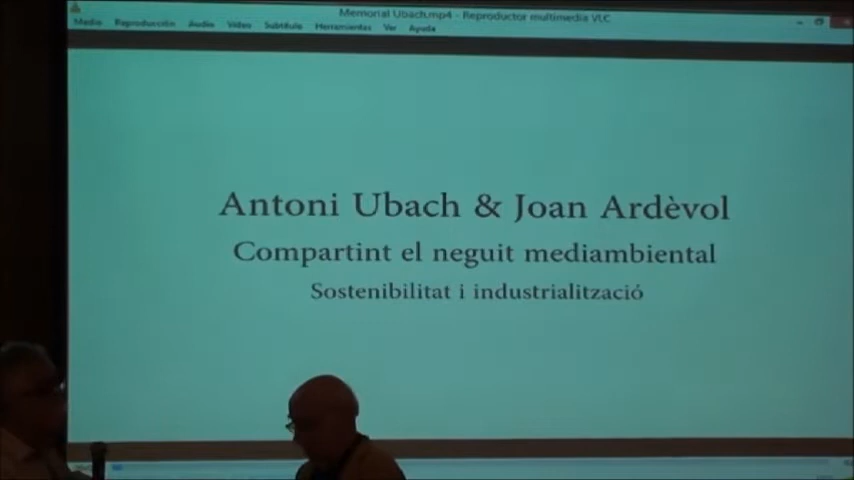 Memorial Ubach.mp4 - Reproductor multimedia VLC
Medio Reproducción Audio Vídeo Subtítulo Herramientas Ver Ayuda
Antoni Ubach & Joan Ardèvol
Compartint el neguit mediambiental
Sostenibilitat i industrialització